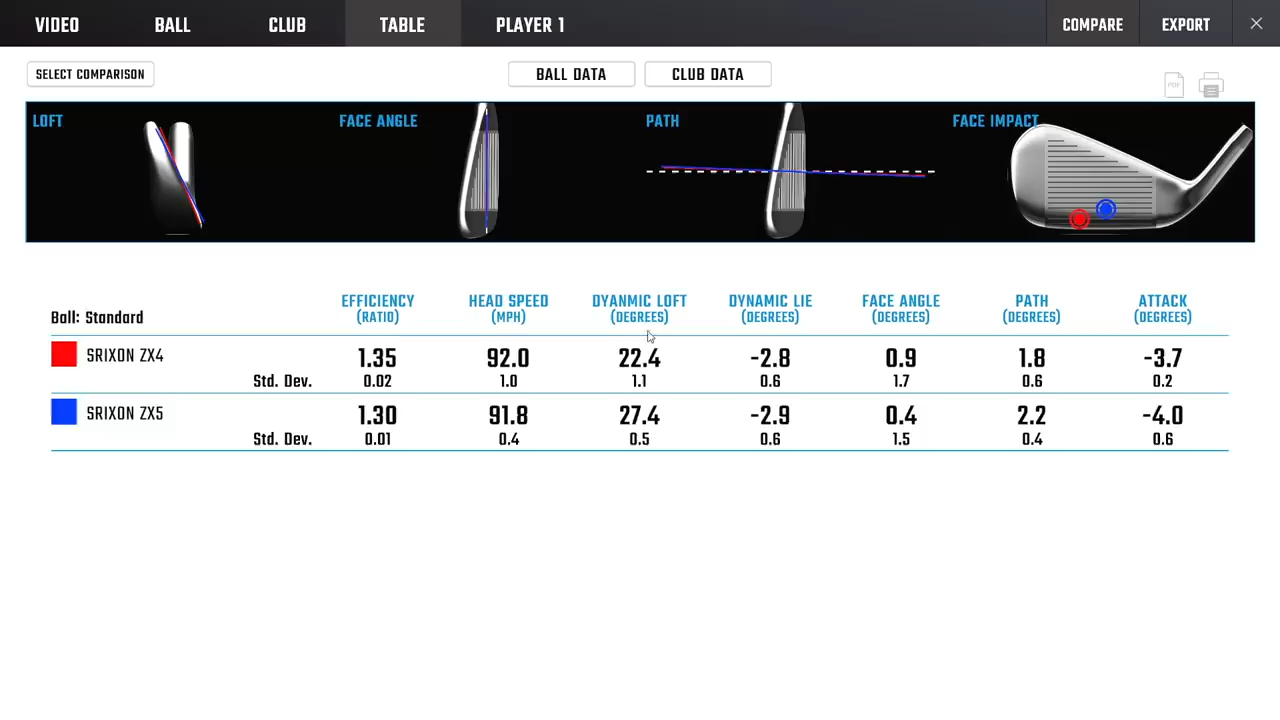 VIDEO BALL CLUB TABLE PLAYER 1 COMPARE EXPORT
SELECT COMPARISON BALL DATA CLUB DATA
PDF
LOFT FACE ANGLE PATH FACE IMPACT
EFFICIENCY HEAD SPEED DYANMIC LOFT DYNAMIC LIE FACE ANGLE PATH ATTACK
Ball: Standard (RATIO) (MPH) (DEGREES) (DEGREES) (DEGREES) (DEGREES) (DEGREES)
SRIXON ZX4 1.35 92.0 22.4 -2.8 0.9 1.8 -3.7
Std. Dev. 0.02 1.0 1.1 0.6 1.7 0.6 0.2
SRIXON ZX5 1.30 91.8 27.4 -2.9 0.4 2.2 -4.0
Std. Dev. 0.01 0.4 0.5 0.6 1.5 0.4 0.6